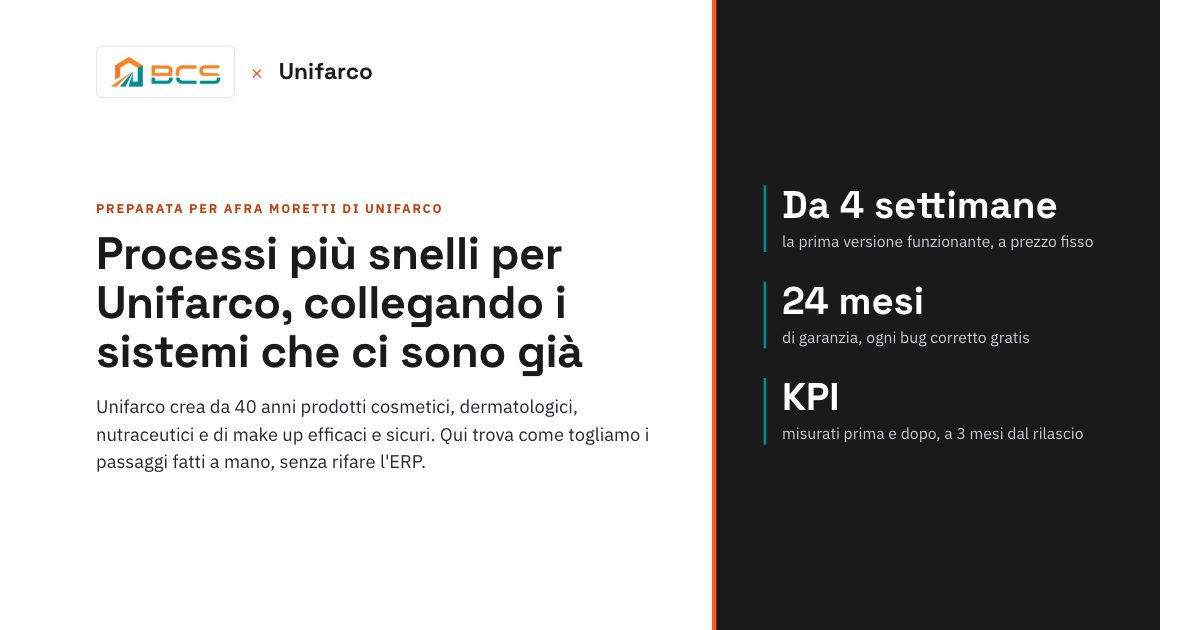 BCS × Unifarco
PREPARATA PER AFRA MORETTI DI UNIFARCO
Processi più snelli per
Unifarco, collegando i
sistemi che ci sono già
Unifarco crea da 40 anni prodotti cosmetici, dermatologici,
nutraceutici e di make up efficaci e sicuri. Qui trova come togliamo i
passaggi fatti a mano, senza rifare l'ERP.
Da 4 settimane
la prima versione funzionante, a prezzo fisso
24 mesi
di garanzia, ogni bug corretto gratis
KPI
misurati prima e dopo, a 3 mesi dal rilascio